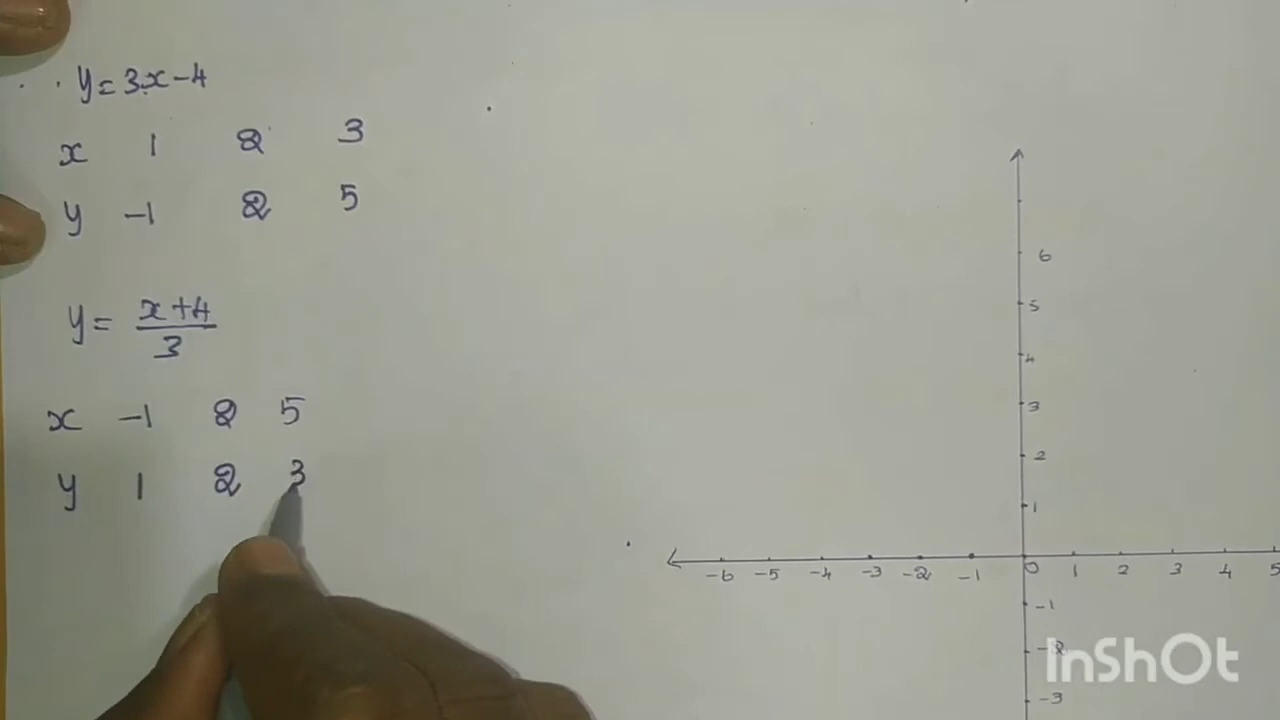 y = 3x - 4
x 1 2 3
y -1 2 5
y = x+4
3
x -1 2 5
y 1 2 3
6
5
4
3
2
1
-6 -5 -4 -3 -2 -1 0 1 2 3 4 5
-1
-2
-3
InShOt